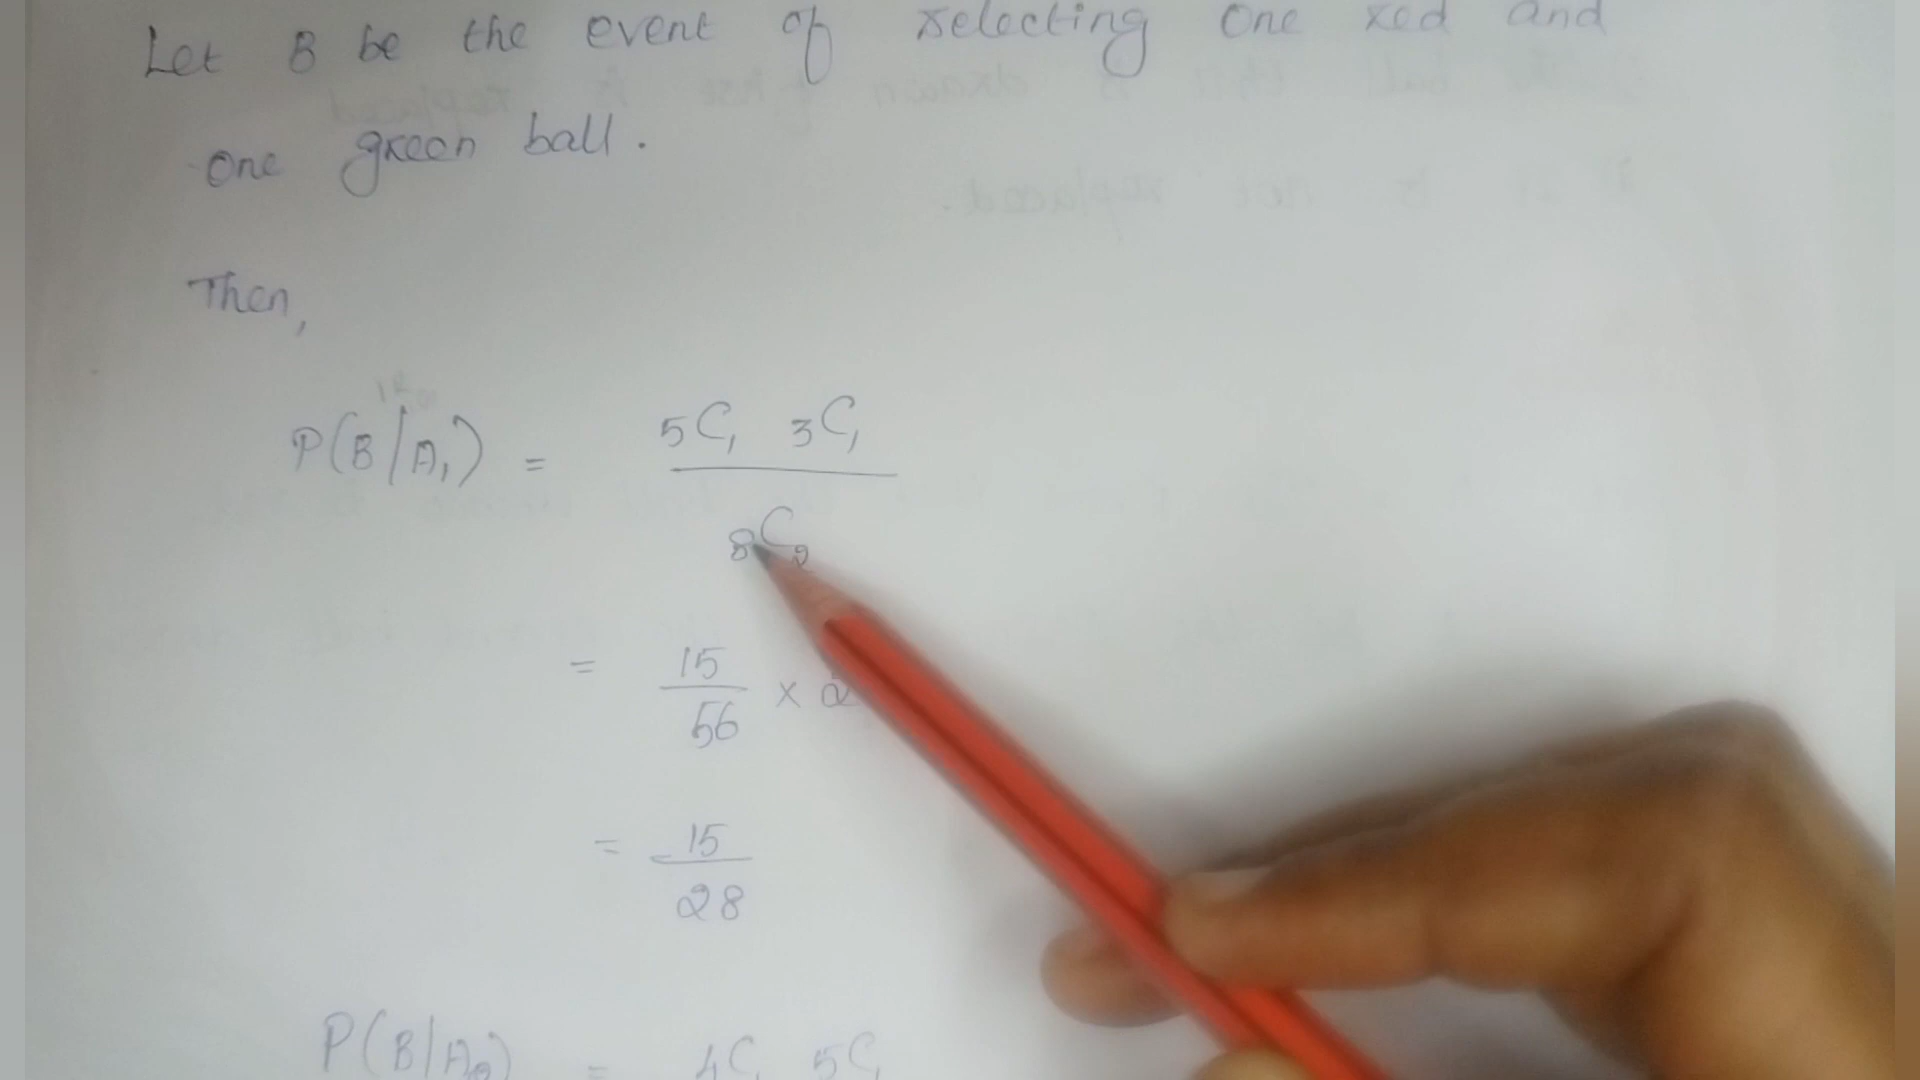 Let B be the event of selecting one red and
one green ball.
Then,
P(B/A₁) = 5C₁ 3C₁
8C₂
= 15/56 × 2
= 15/28
P(B/A₂) = 4C₁ 5C₁